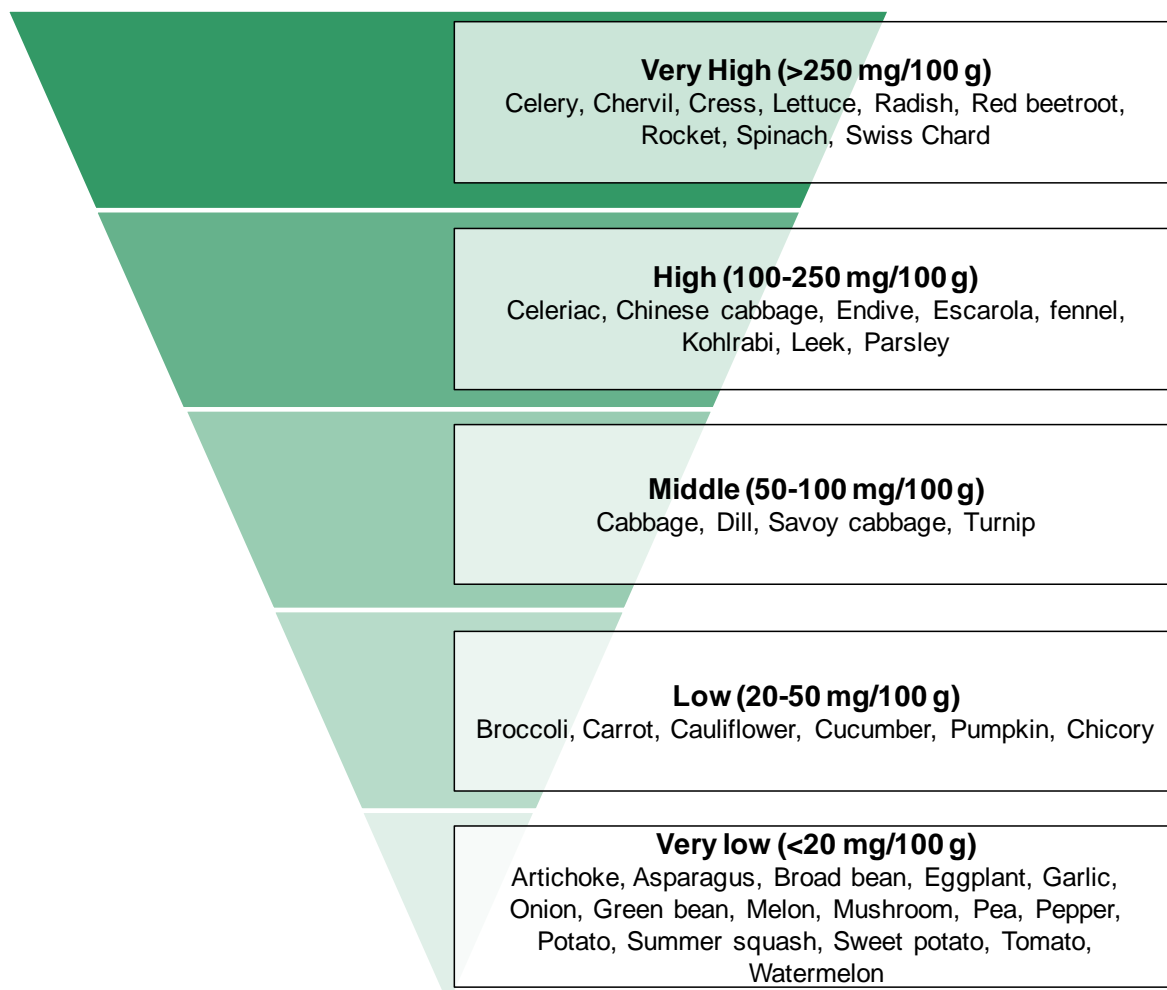 Very High (>250 mg/100 g)
Celery, Chervil, Cress, Lettuce, Radish, Red beetroot,
Rocket, Spinach, Swiss Chard
High (100-250 mg/100 g)
Celeriac, Chinese cabbage, Endive, Escarola, fennel,
Kohlrabi, Leek, Parsley
Middle (50-100 mg/100 g)
Cabbage, Dill, Savoy cabbage, Turnip
Low (20-50 mg/100 g)
Broccoli, Carrot, Cauliflower, Cucumber, Pumpkin, Chicory
Very low (<20 mg/100 g)
Artichoke, Asparagus, Broad bean, Eggplant, Garlic,
Onion, Green bean, Melon, Mushroom, Pea, Pepper,
Potato, Summer squash, Sweet potato, Tomato,
Watermelon